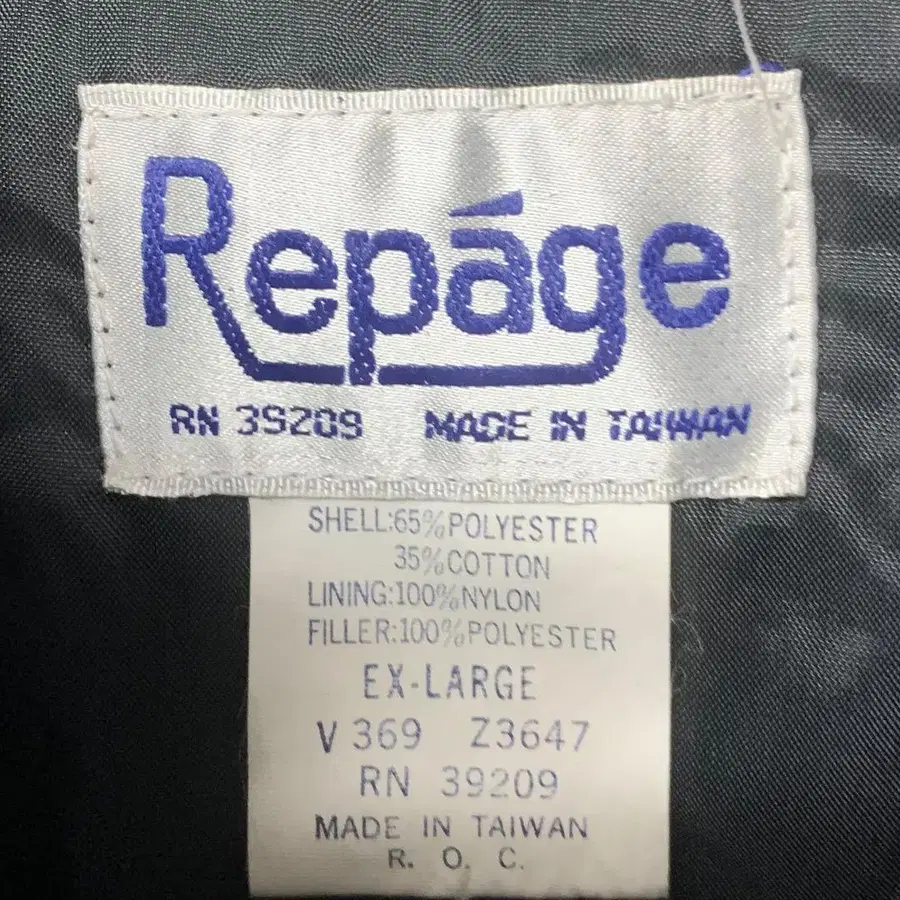 Repáge
RN 39209 MADE IN TAIWAN
SHELL:65%POLYESTER
35%COTTON
LINING:100%NYLON
FILLER:100%POLYESTER
EX-LARGE
V 369 Z3647
RN 39209
MADE IN TAIWAN
R. O. C.